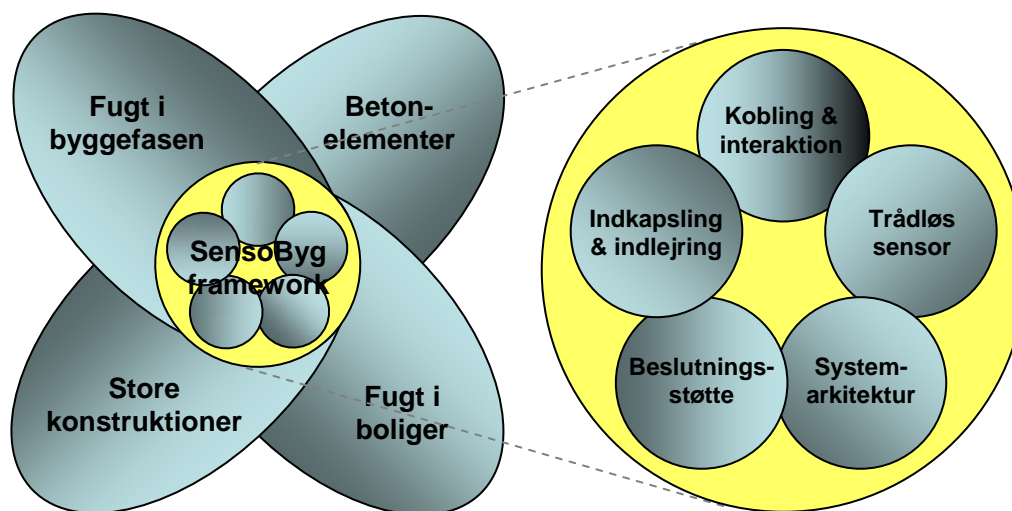 Fugt i
byggefasen
Beton-
elementer
SensoByg
framework
Store
konstruktioner
Fugt i
boliger
Kobling &
interaktion
Indkapsling
& indlejring
Trådløs
sensor
Beslutnings-
støtte
System-
arkitektur